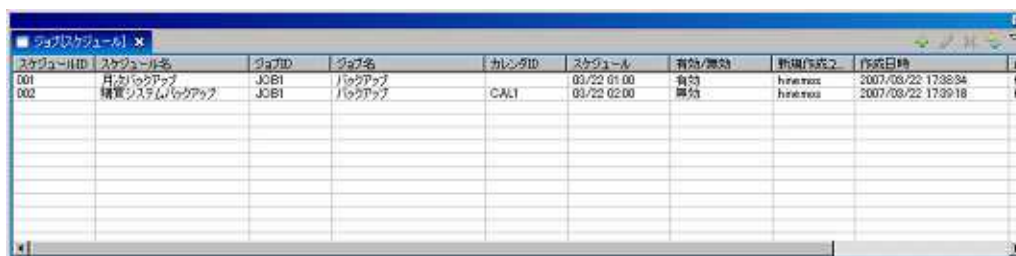 ジョブ[スケジュール]
スケジュールID スケジュール名 ジョブID ジョブ名 カレンダID スケジュール 有効/無効 新規作成ユ... 作成日時
001 月次バックアップ JOB1 バックアップ 03/22 01:00 有効 hinemos 2007/03/22 17:38:34
002 購買システムバックアップ JOB1 バックアップ CAL1 03/22 02:00 無効 hinemos 2007/03/22 17:39:18